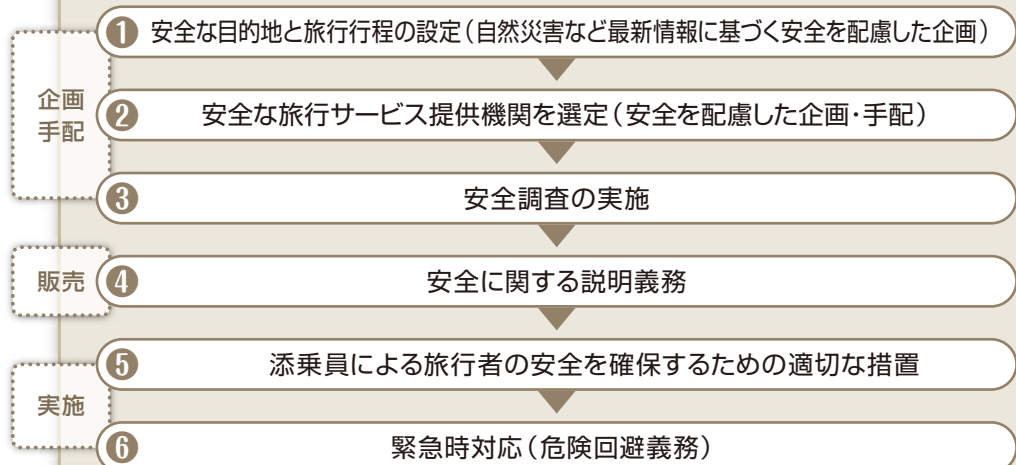 企画
手配
❶ 安全な目的地と旅行行程の設定（自然災害など最新情報に基づく安全を配慮した企画）
❷ 安全な旅行サービス提供機関を選定（安全を配慮した企画・手配）
❸ 安全調査の実施
販売
❹ 安全に関する説明義務
実施
❺ 添乗員による旅行者の安全を確保するための適切な措置
❻ 緊急時対応（危険回避義務）